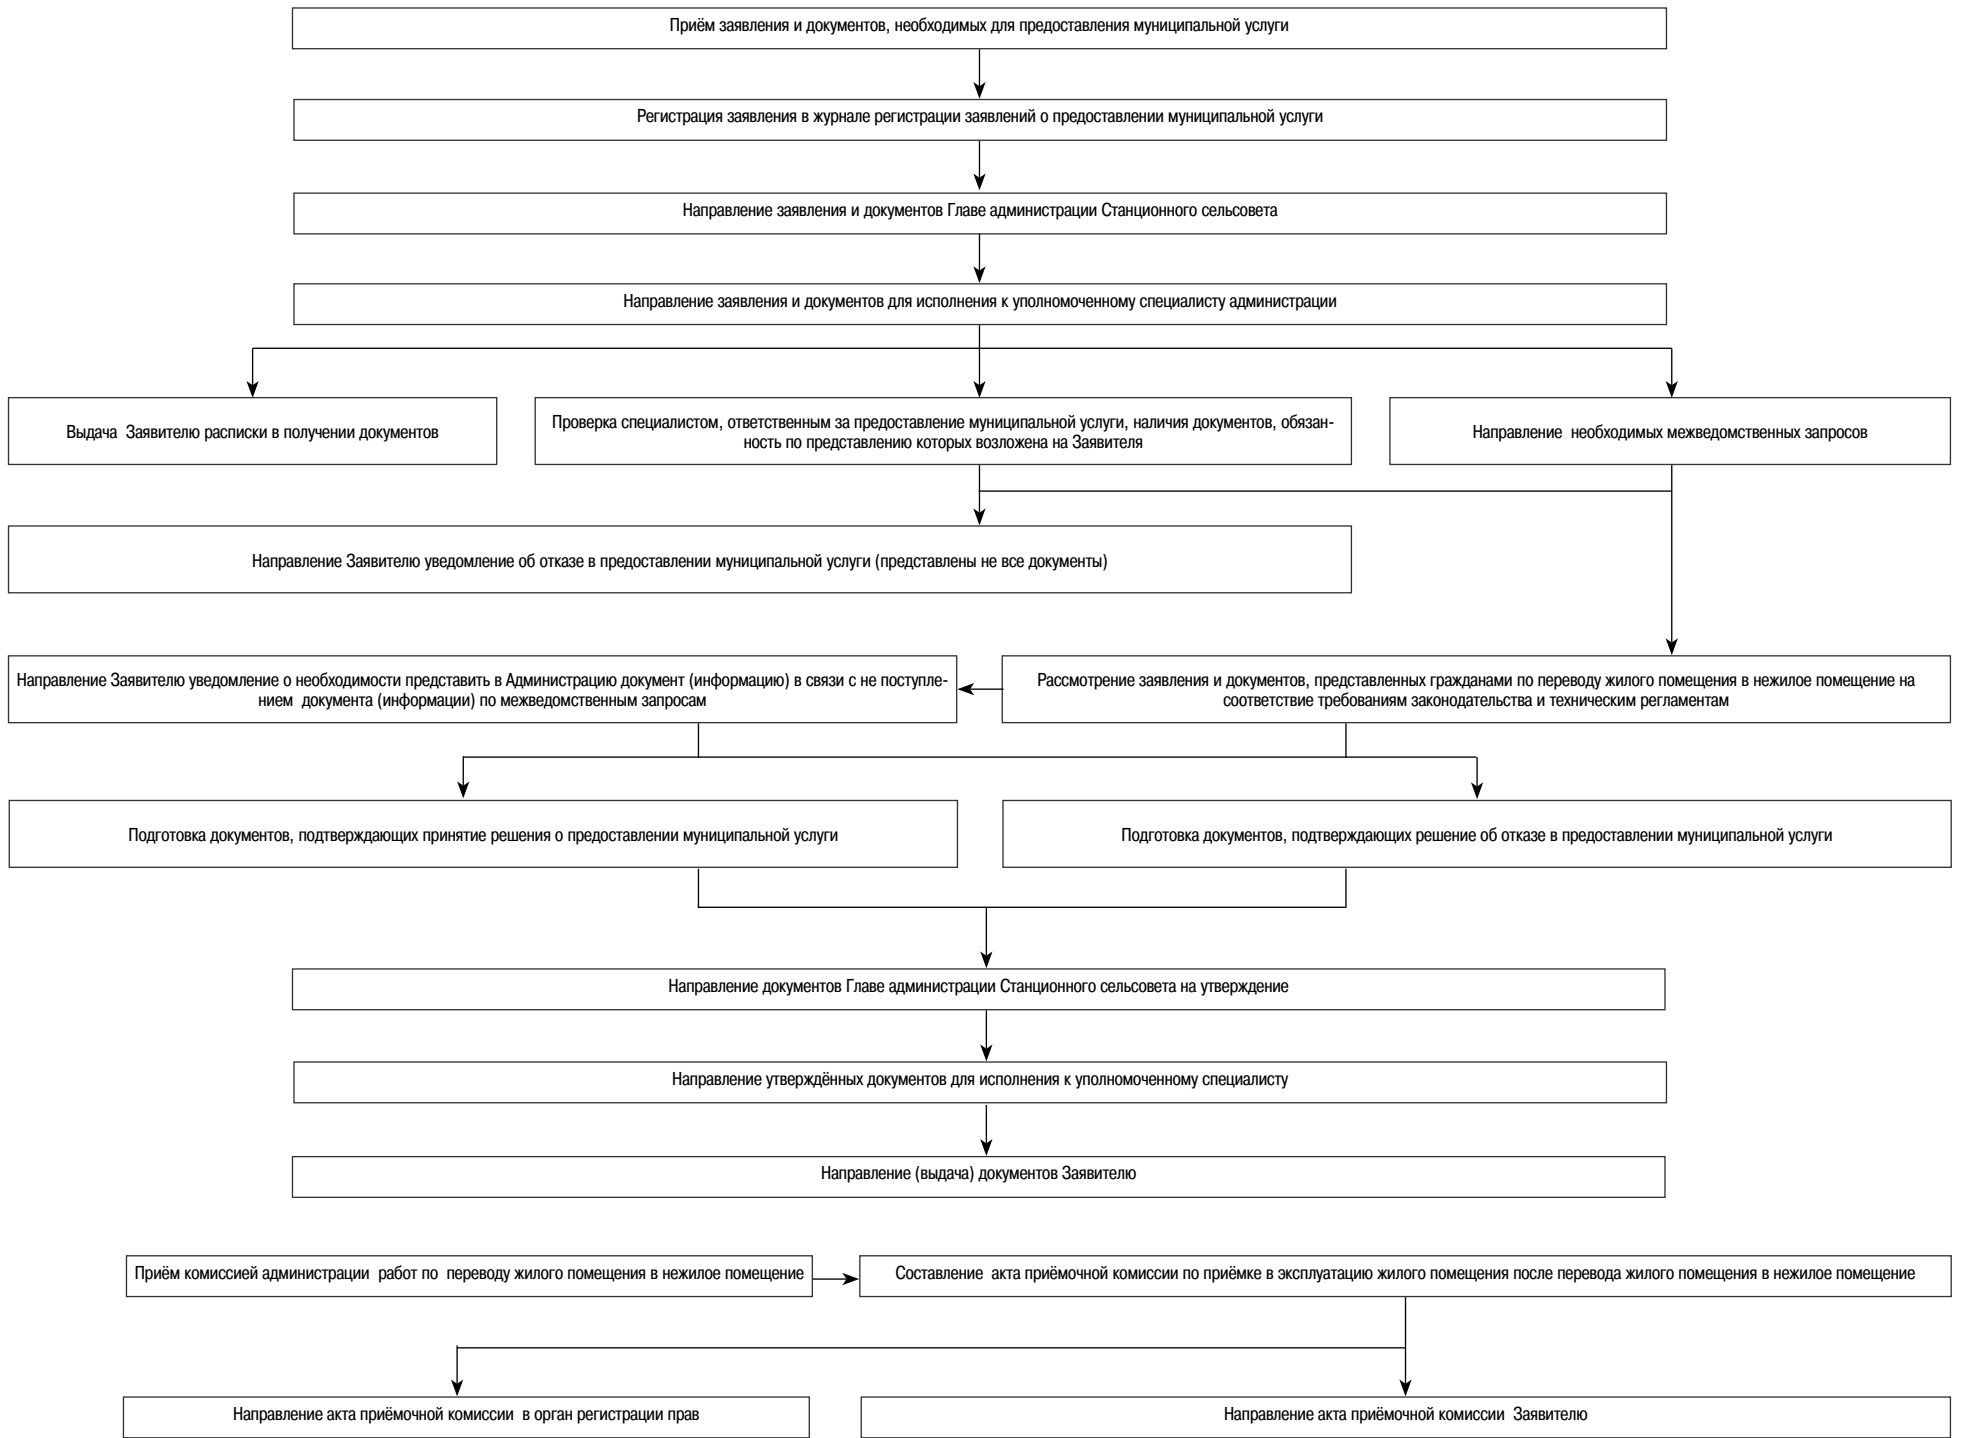 Приём заявления и документов, необходимых для предоставления муниципальной услуги
Регистрация заявления в журнале регистрации заявлений о предоставлении муниципальной услуги
Направление заявления и документов Главе администрации Станционного сельсовета
Направление заявления и документов для исполнения к уполномоченному специалисту администрации
Выдача Заявителю расписки в получении документов
Проверка специалистом, ответственным за предоставление муниципальной услуги, наличия документов, обязан-
ность по представлению которых возложена на Заявителя
Направление необходимых межведомственных запросов
Направление Заявителю уведомление об отказе в предоставлении муниципальной услуги (представлены не все документы)
Направление Заявителю уведомление о необходимости представить в Администрацию документ (информацию) в связи с не поступле-
нием документа (информации) по межведомственным запросам
Рассмотрение заявления и документов, представленных гражданами по переводу жилого помещения в нежилое помещение на
соответствие требованиям законодательства и техническим регламентам
Подготовка документов, подтверждающих принятие решения о предоставлении муниципальной услуги
Подготовка документов, подтверждающих решение об отказе в предоставлении муниципальной услуги
Направление документов Главе администрации Станционного сельсовета на утверждение
Направление утверждённых документов для исполнения к уполномоченному специалисту
Направление (выдача) документов Заявителю
Приём комиссией администрации работ по переводу жилого помещения в нежилое помещение
Составление акта приёмочной комиссии по приёмке в эксплуатацию жилого помещения после перевода жилого помещения в нежилое помещение
Направление акта приёмочной комиссии в орган регистрации прав
Направление акта приёмочной комиссии Заявителю